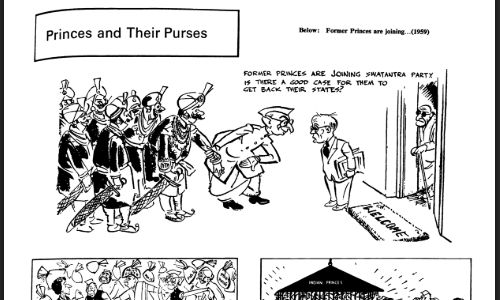 Princes and Their Purses
Below: Former Princes are joining...(1959)
FORMER PRINCES ARE JOINING SWATANTRA PARTY
IS THERE A GOOD CASE FOR THEM TO
GET BACK THEIR STATES?
WELCOME
INDIAN PRINCES